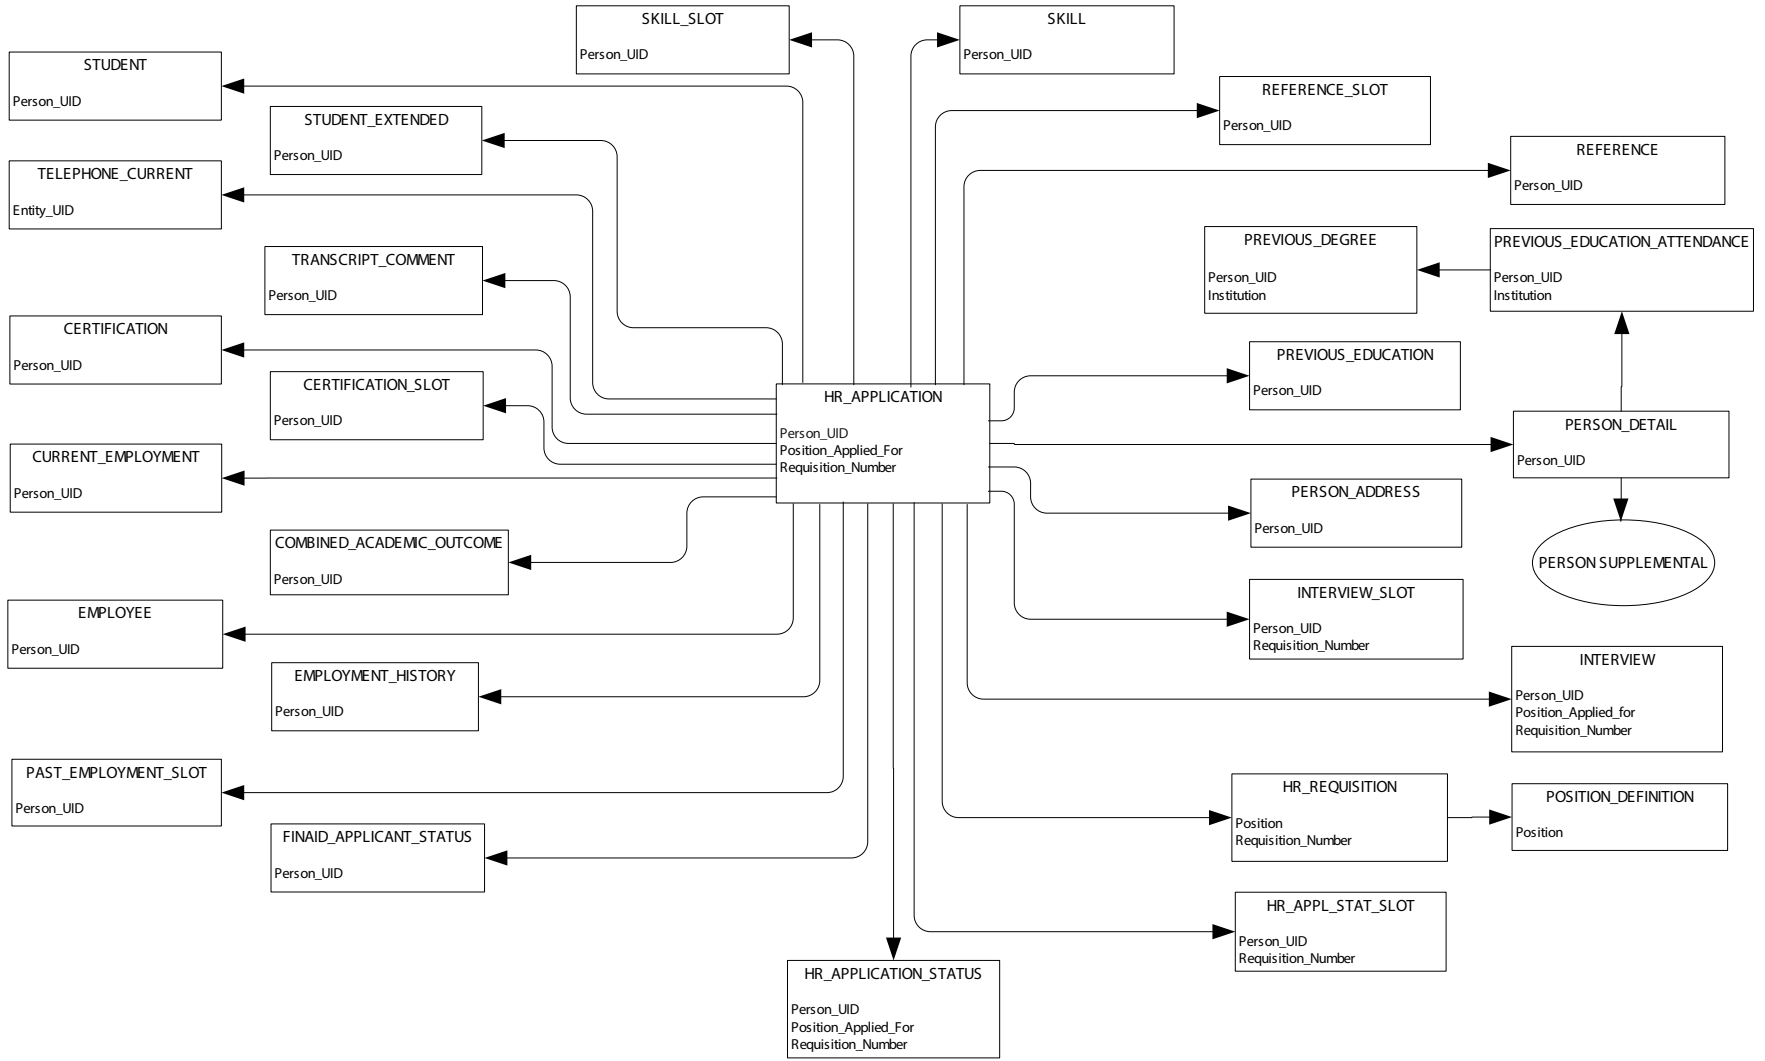 SKILL_SLOT
Person_UID
SKILL
Person_UID
STUDENT
Person_UID
REFERENCE_SLOT
Person_UID
STUDENT_EXTENDED
Person_UID
REFERENCE
Person_UID
TELEPHONE_CURRENT
Entity_UID
PREVIOUS_DEGREE
Person_UID
Institution
PREVIOUS_EDUCATION_ATTENDANCE
Person_UID
Institution
TRANSCRIPT_COMMENT
Person_UID
CERTIFICATION
Person_UID
PREVIOUS_EDUCATION
Person_UID
CERTIFICATION_SLOT
Person_UID
HR_APPLICATION
Person_UID
Position_Applied_For
Requisition_Number
PERSON_DETAIL
Person_UID
CURRENT_EMPLOYMENT
Person_UID
PERSON_ADDRESS
Person_UID
COMBINED_ACADEMIC_OUTCOME
Person_UID
PERSON SUPPLEMENTAL
INTERVIEW_SLOT
Person_UID
Requisition_Number
EMPLOYEE
Person_UID
INTERVIEW
Person_UID
Position_Applied_for
Requisition_Number
EMPLOYMENT_HISTORY
Person_UID
PAST_EMPLOYMENT_SLOT
Person_UID
HR_REQUISITION
Position
Requisition_Number
POSITION_DEFINITION
Position
FINAID_APPLICANT_STATUS
Person_UID
HR_APPL_STAT_SLOT
Person_UID
Requisition_Number
HR_APPLICATION_STATUS
Person_UID
Position_Applied_For
Requisition_Number